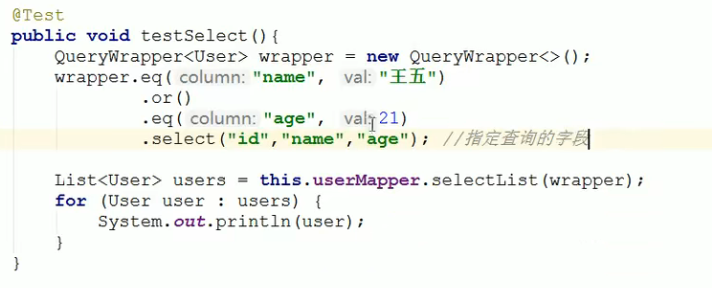 @Test
public void testSelect(){
QueryWrapper<User> wrapper = new QueryWrapper<>();
wrapper.eq( column: "name", val: "王五")
.or()
.eq( column: "age", val: 21)
.select("id","name","age"); //指定查询的字段
List<User> users = this.userMapper.selectList(wrapper);
for (User user : users) {
System.out.println(user);
}
}